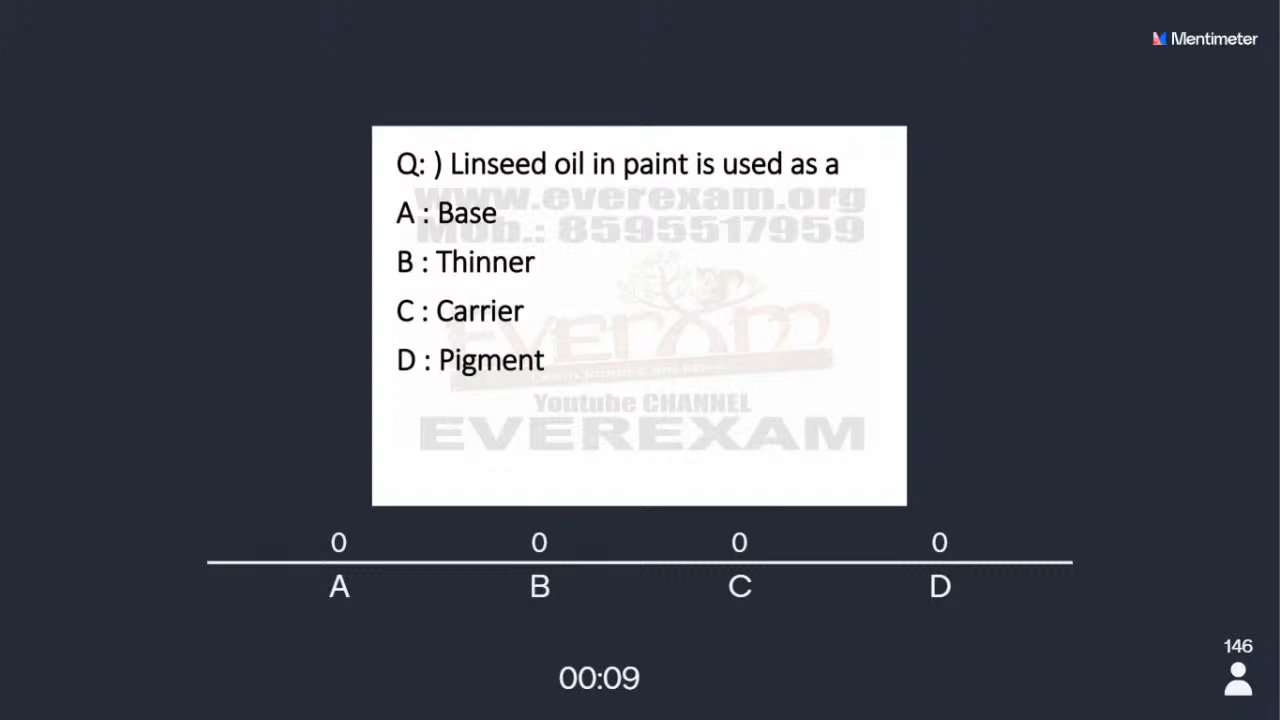 Mentimeter
Q: ) Linseed oil in paint is used as a
www.everexam.org
A : Base
Mob.: 8595517959
B : Thinner
C : Carrier
EVEREXAM
D : Pigment
Youtube CHANNEL
EVEREXAM
0 0 0 0
A B C D
146
00:09